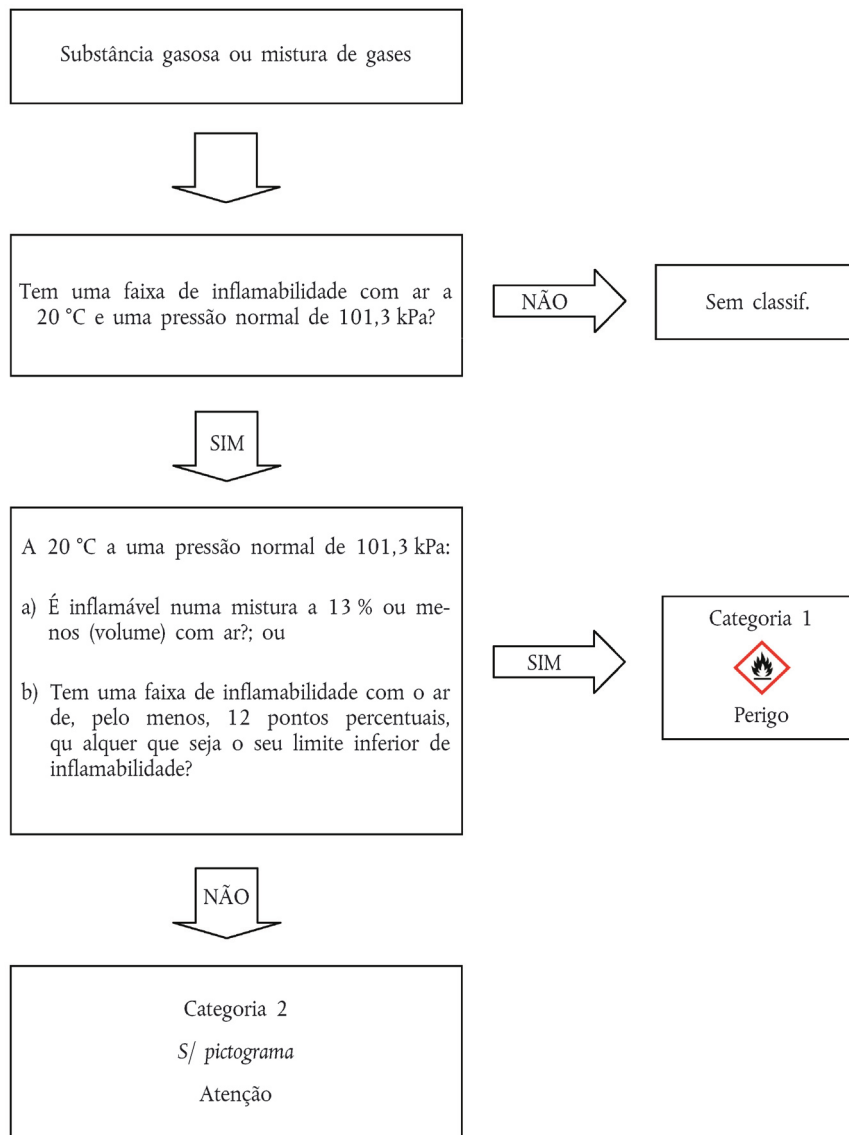 Substância gasosa ou mistura de gases
Tem uma faixa de inflamabilidade com ar a
20 °C e uma pressão normal de 101,3 kPa?
NÃO
Sem classif.
SIM
A 20 °C a uma pressão normal de 101,3 kPa:
a) É inflamável numa mistura a 13 % ou me-
nos (volume) com ar?; ou
b) Tem uma faixa de inflamabilidade com o ar
de, pelo menos, 12 pontos percentuais,
qu alquer que seja o seu limite inferior de
inflamabilidade?
SIM
Categoria 1
Perigo
NÃO
Categoria 2
S/ pictograma
Atenção